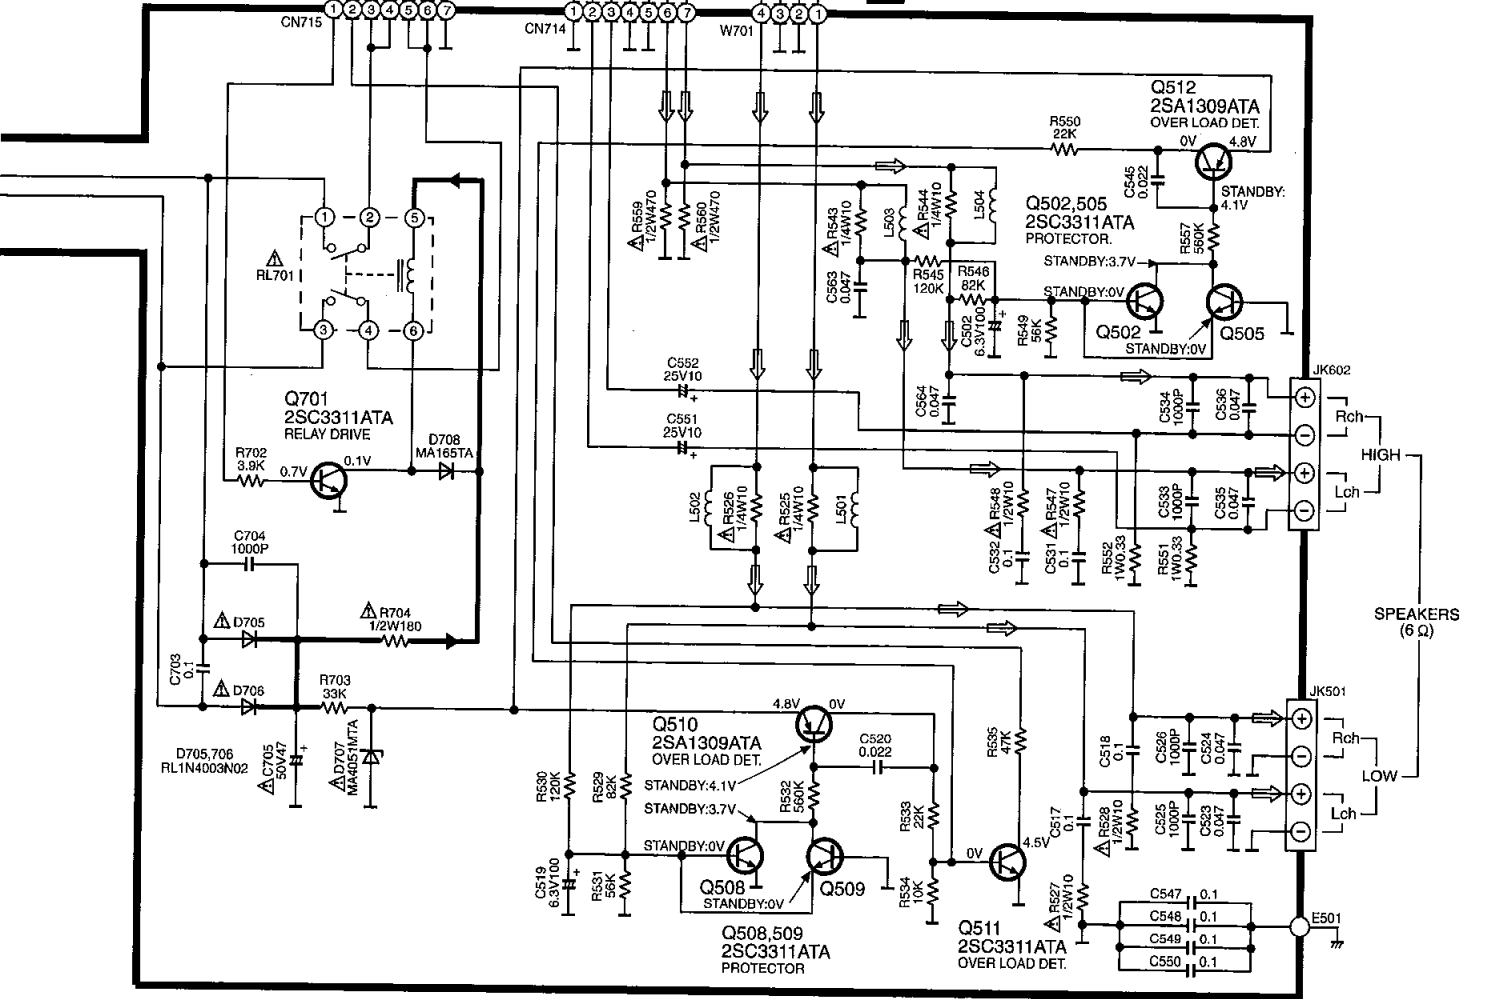 CN715 1 2 3 4 5 6 7
CN714 1 2 3 4 5 6 7
W701 4 3 2 1
Q512
2SA1309ATA
OVER LOAD DET.
0V 4.8V
R550
22K
C545
0.022
STANDBY:
4.1V
R557
560K
Q502,505
2SC3311ATA
PROTECTOR.
STANDBY:3.7V
STANDBY:0V
Q502
Q505
STANDBY:0V
R559
1/2W470
R560
1/2W470
R543
1/4W10
L503
R544
1/4W10
L504
C563
0.047
R545
120K
R546
82K
C502
6.3V100
+
R549
56K
1 2 5
RL701
3 4 6
Q701
2SC3311ATA
RELAY DRIVE
R702
3.9K
0.7V
0.1V
D708
MA165TA
C552
25V10
+
C551
25V10
+
C564
0.047
C534
1000P
C536
0.047
JK602
+
−
+
−
Rch
Lch
HIGH
L502
R526
1/4W10
R525
1/4W10
L501
R548
1/2W10
R547
1/2W10
C533
1000P
C535
0.047
C532
0.1
C531
0.1
R552
1W0.33
R551
1W0.33
C704
1000P
D705
R704
1/2W180
C703
0.1
D706
R703
33K
D705,706
RL1N4003N02
C705
50V47
+
D707
MA4051MTA
SPEAKERS
(6 Ω)
4.8V 0V
Q510
2SA1309ATA
OVER LOAD DET.
STANDBY:4.1V
STANDBY:3.7V
STANDBY:0V
C520
0.022
R530
120K
R529
82K
R532
560K
R533
22K
R535
47K
C518
0.1
C526
1000P
C524
0.047
JK501
+
−
+
−
Rch
Lch
LOW
C517
0.1
R528
1/2W10
C525
1000P
C523
0.047
C519
6.3V100
+
R531
56K
Q508
Q509
STANDBY:0V
Q508,509
2SC3311ATA
PROTECTOR
R534
10K
0V
4.5V
Q511
2SC3311ATA
OVER LOAD DET.
R527
1/2W10
C547 0.1
C548 0.1
C549 0.1
C550 0.1
E501